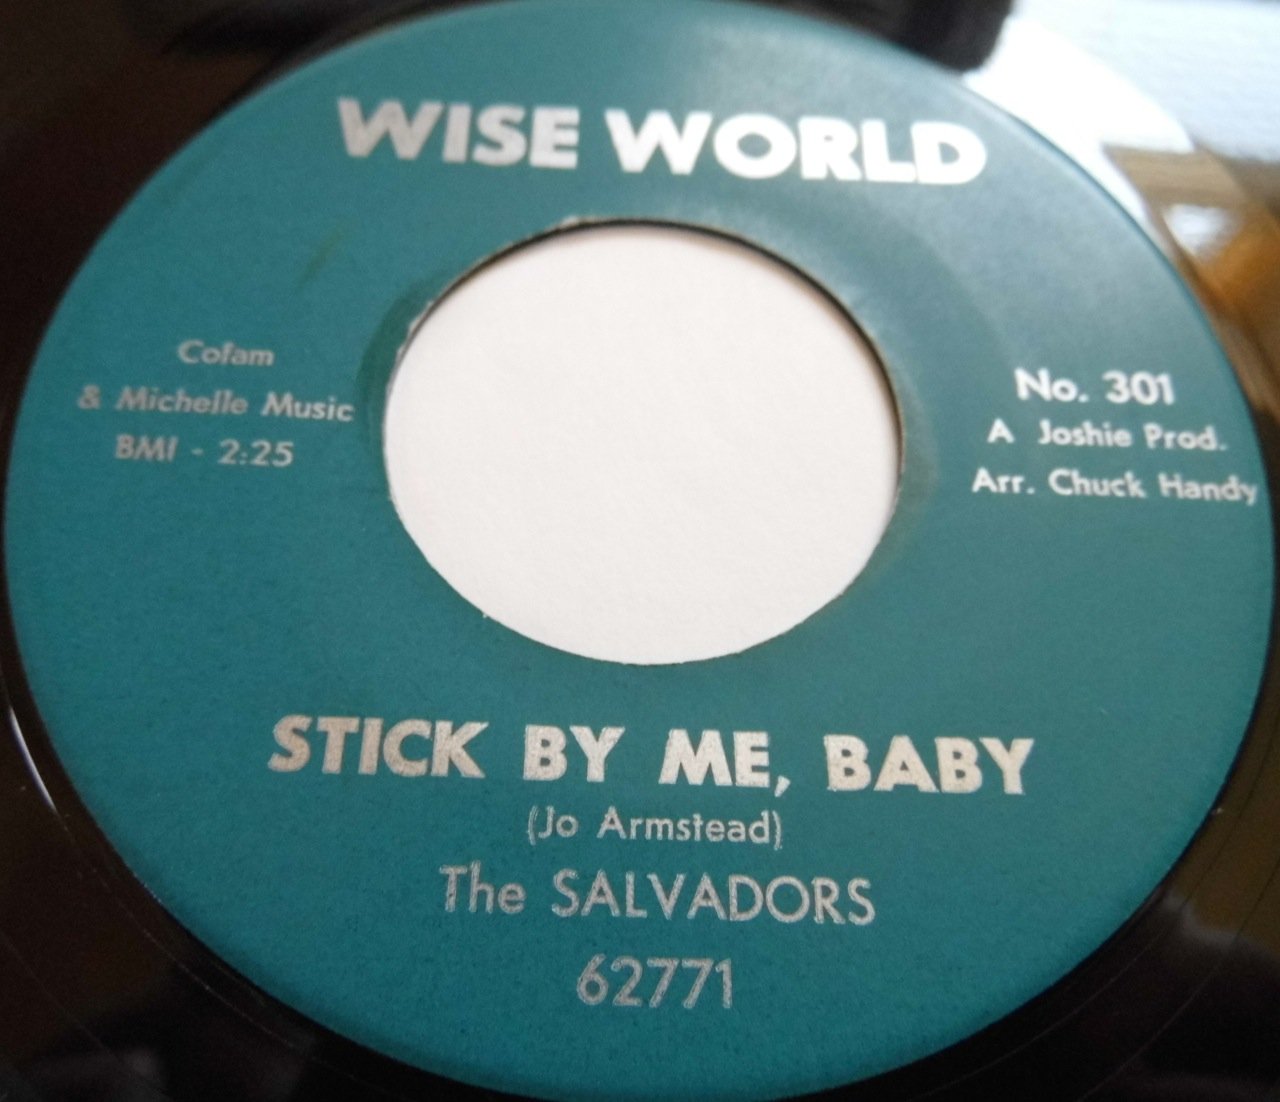 WISE WORLD
Cofam
& Michelle Music
BMI - 2:25
No. 301
A Joshie Prod.
Arr. Chuck Handy
STICK BY ME, BABY
(Jo Armstead)
The SALVADORS
62771